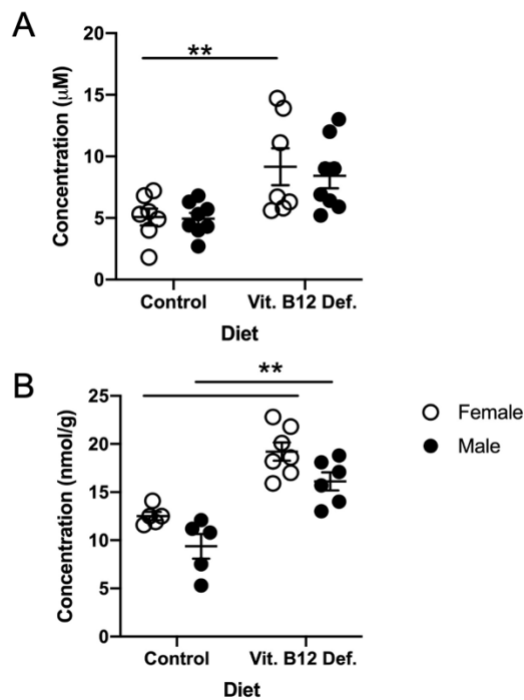 A
20
15
10
5
0
Concentration (μM)
**
Control
Vit. B12 Def.
Diet
B
25
20
15
10
5
0
Concentration (nmol/g)
**
Control
Vit. B12 Def.
Diet
Female
Male